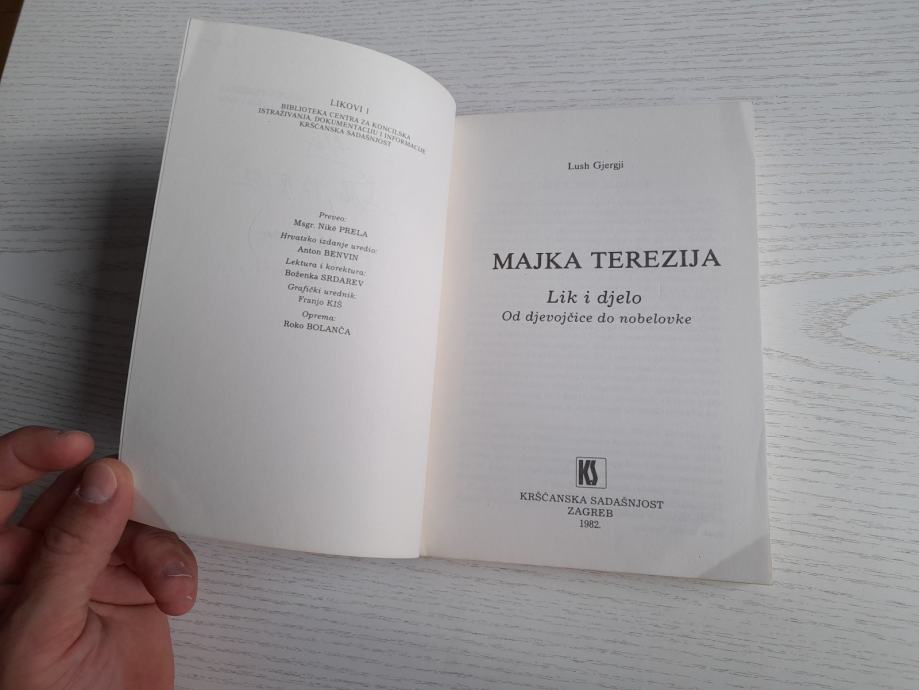 LIKOVI 1
BIBLIOTEKA CENTRA ZA KONCILSKA
ISTRAŽIVANJA, DOKUMENTACIJU I INFORMACIJE
KRŠĆANSKA SADAŠNJOST
Preveo:
Msgr. Nikë PRELA
Hrvatsko izdanje uredio:
Anton BENVIN
Lektura i korektura:
Boženka SRDAREV
Grafički urednik:
Franjo KIŠ
Oprema:
Roko BOLANČA
Lush Gjergji
MAJKA TEREZIJA
Lik i djelo
Od djevojčice do nobelovke
KS
KRŠĆANSKA SADAŠNJOST
ZAGREB
1982.